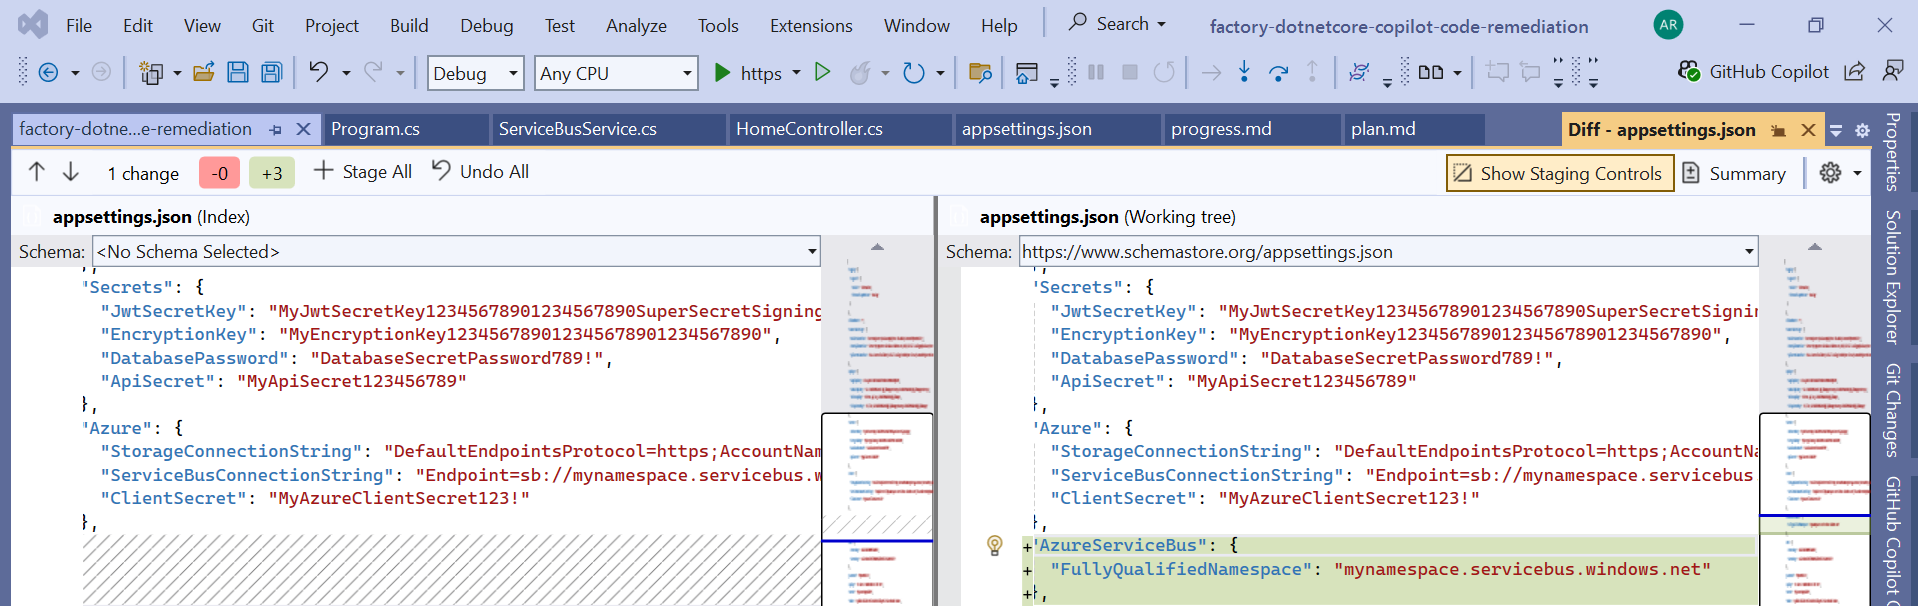 File Edit View Git Project Build Debug Test Analyze Tools Extensions Window Help Search factory-dotnetcore-copilot-code-remediation AR
Debug Any CPU https GitHub Copilot
factory-dotne...e-remediation Program.cs ServiceBusService.cs HomeController.cs appsettings.json progress.md plan.md Diff - appsettings.json
1 change -0 +3 Stage All Undo All Show Staging Controls Summary
appsettings.json (Index)
Schema: <No Schema Selected>
},
"Secrets": {
"JwtSecretKey": "MyJwtSecretKey12345678901234567890SuperSecretSigning
"EncryptionKey": "MyEncryptionKey123456789012345678901234567890",
"DatabasePassword": "DatabaseSecretPassword789!",
"ApiSecret": "MyApiSecret123456789"
},
"Azure": {
"StorageConnectionString": "DefaultEndpointsProtocol=https;AccountNam
"ServiceBusConnectionString": "Endpoint=sb://mynamespace.servicebus.w
"ClientSecret": "MyAzureClientSecret123!"
},
appsettings.json (Working tree)
Schema: https://www.schemastore.org/appsettings.json
},
"Secrets": {
"JwtSecretKey": "MyJwtSecretKey12345678901234567890SuperSecretSignin
"EncryptionKey": "MyEncryptionKey123456789012345678901234567890",
"DatabasePassword": "DatabaseSecretPassword789!",
"ApiSecret": "MyApiSecret123456789"
},
"Azure": {
"StorageConnectionString": "DefaultEndpointsProtocol=https;AccountNa
"ServiceBusConnectionString": "Endpoint=sb://mynamespace.servicebus
"ClientSecret": "MyAzureClientSecret123!"
},
+"AzureServiceBus": {
+ "FullyQualifiedNamespace": "mynamespace.servicebus.windows.net"
+},
Properties
Solution Explorer
Git Changes
GitHub Copilot C